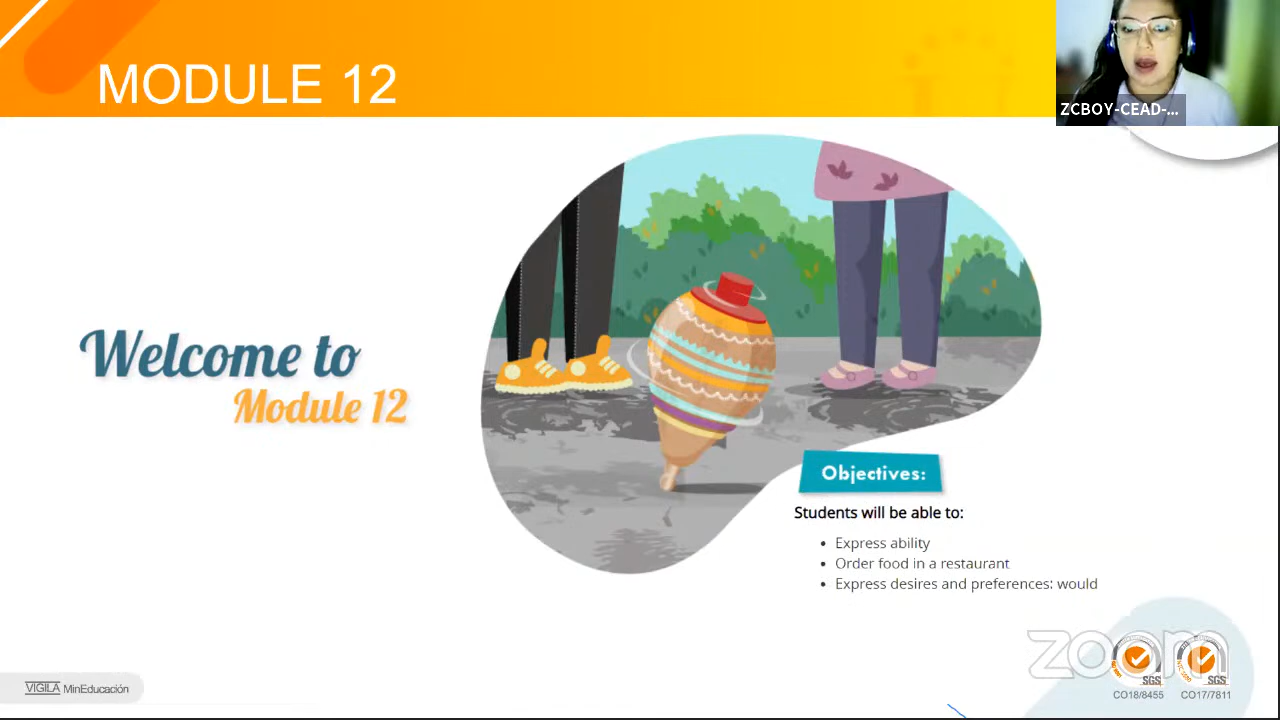 MODULE 12
ZCBOY-CEAD-...
Welcome to
Module 12
Objectives:
Students will be able to:
• Express ability
• Order food in a restaurant
• Express desires and preferences: would
zoom
SGS
SGS
CO18/8455
CO17/7811
VIGILA MinEducación